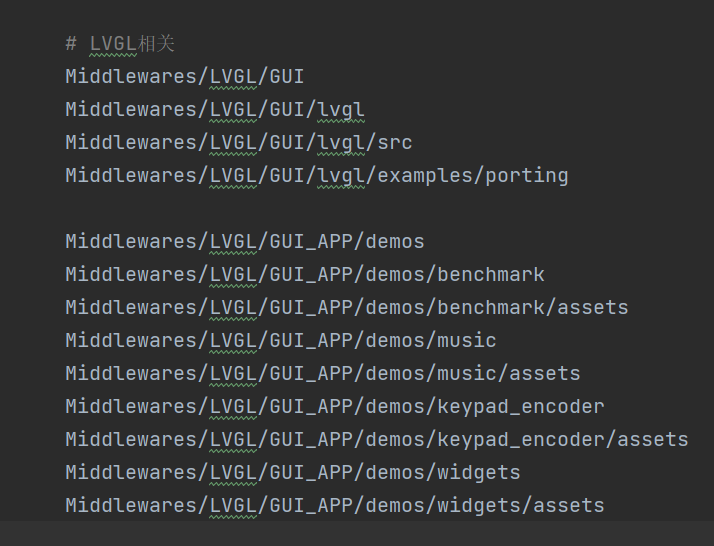 # LVGL相关
Middlewares/LVGL/GUI
Middlewares/LVGL/GUI/lvgl
Middlewares/LVGL/GUI/lvgl/src
Middlewares/LVGL/GUI/lvgl/examples/porting
Middlewares/LVGL/GUI_APP/demos
Middlewares/LVGL/GUI_APP/demos/benchmark
Middlewares/LVGL/GUI_APP/demos/benchmark/assets
Middlewares/LVGL/GUI_APP/demos/music
Middlewares/LVGL/GUI_APP/demos/music/assets
Middlewares/LVGL/GUI_APP/demos/keypad_encoder
Middlewares/LVGL/GUI_APP/demos/keypad_encoder/assets
Middlewares/LVGL/GUI_APP/demos/widgets
Middlewares/LVGL/GUI_APP/demos/widgets/assets